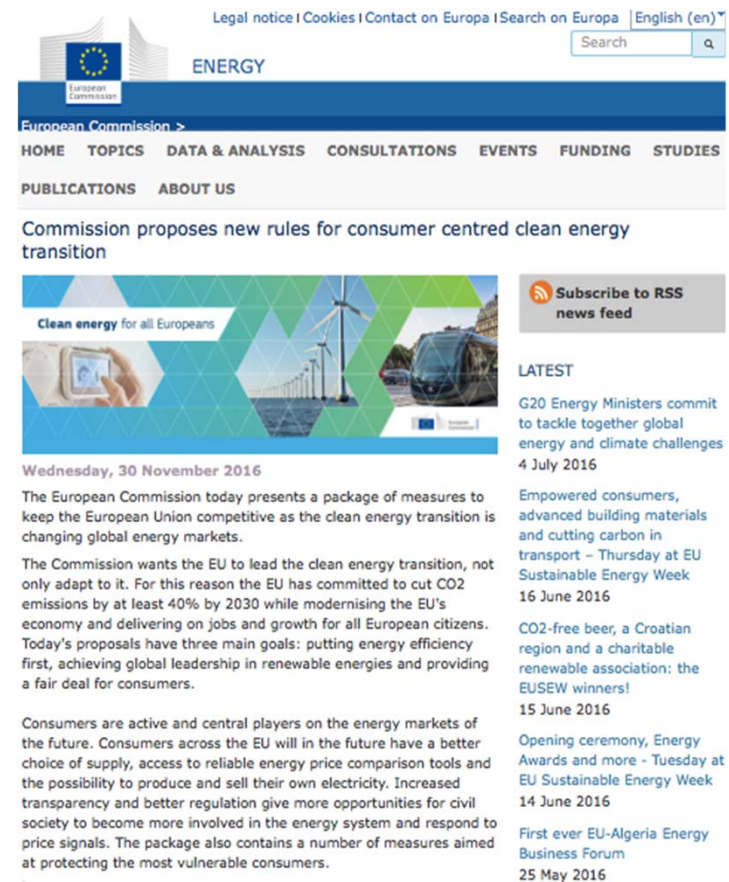 Legal notice I Cookies I Contact on Europa I Search on Europa English (en)
Search
European Commission
ENERGY
European Commission >
HOME TOPICS DATA & ANALYSIS CONSULTATIONS EVENTS FUNDING STUDIES
PUBLICATIONS ABOUT US
Commission proposes new rules for consumer centred clean energy
transition
Clean energy for all Europeans
European Commission
Wednesday, 30 November 2016
The European Commission today presents a package of measures to
keep the European Union competitive as the clean energy transition is
changing global energy markets.
The Commission wants the EU to lead the clean energy transition, not
only adapt to it. For this reason the EU has committed to cut CO2
emissions by at least 40% by 2030 while modernising the EU's
economy and delivering on jobs and growth for all European citizens.
Today's proposals have three main goals: putting energy efficiency
first, achieving global leadership in renewable energies and providing
a fair deal for consumers.
Consumers are active and central players on the energy markets of
the future. Consumers across the EU will in the future have a better
choice of supply, access to reliable energy price comparison tools and
the possibility to produce and sell their own electricity. Increased
transparency and better regulation give more opportunities for civil
society to become more involved in the energy system and respond to
price signals. The package also contains a number of measures aimed
at protecting the most vulnerable consumers.
Subscribe to RSS
news feed
LATEST
G20 Energy Ministers commit
to tackle together global
energy and climate challenges
4 July 2016
Empowered consumers,
advanced building materials
and cutting carbon in
transport – Thursday at EU
Sustainable Energy Week
16 June 2016
CO2-free beer, a Croatian
region and a charitable
renewable association: the
EUSEW winners!
15 June 2016
Opening ceremony, Energy
Awards and more - Tuesday at
EU Sustainable Energy Week
14 June 2016
First ever EU-Algeria Energy
Business Forum
25 May 2016